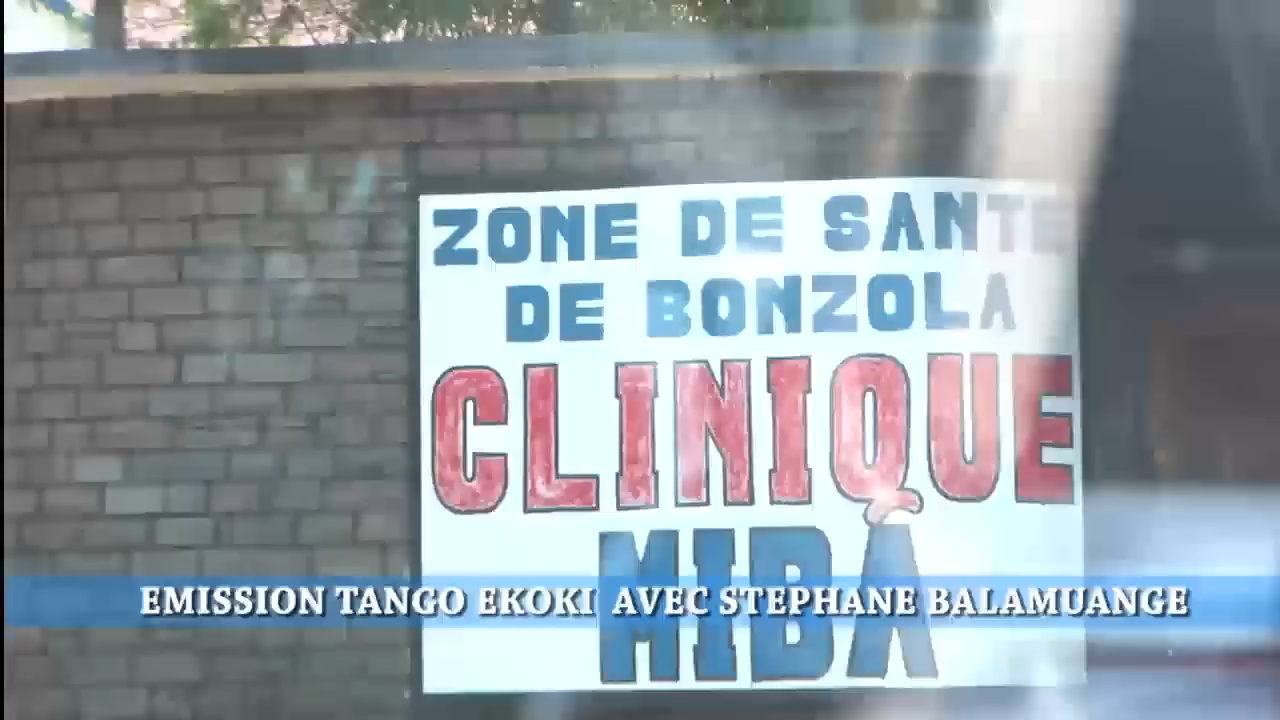 ZONE DE SANTE
DE BONZOLA
CLINIQUE
MIBA
EMISSION TANGO EKOKI AVEC STEPHANE BALAMUANGE